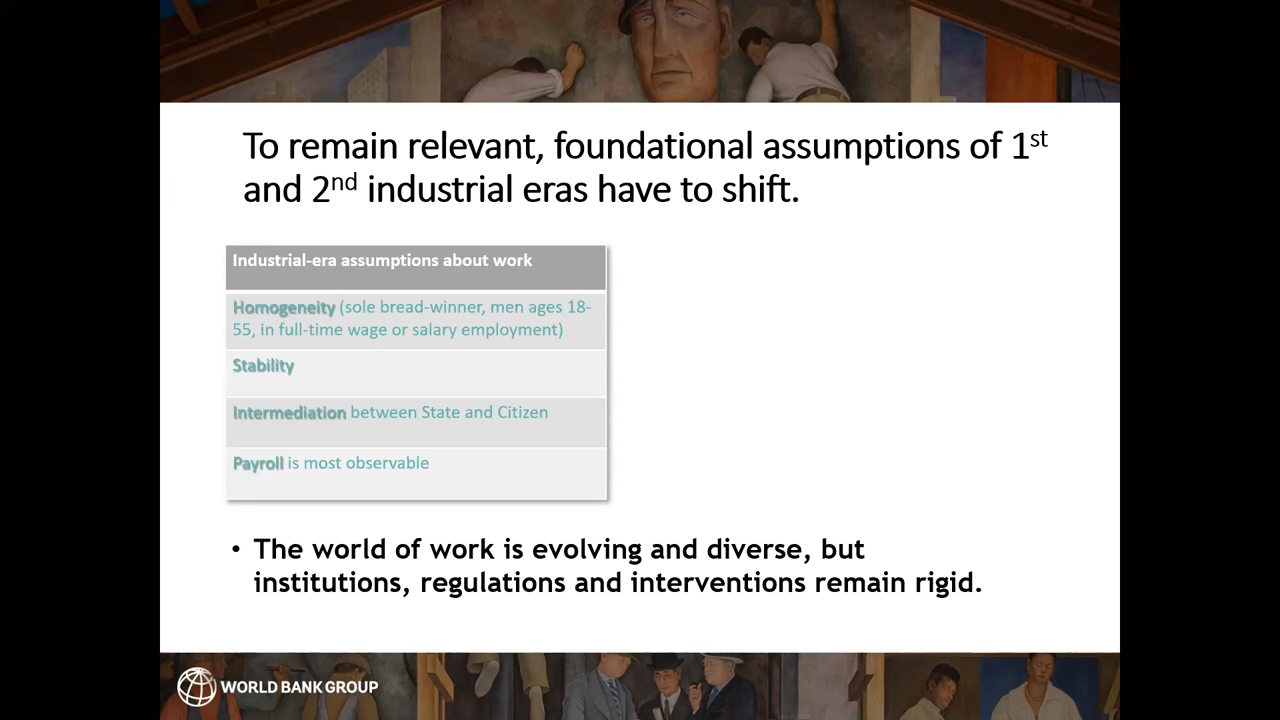 To remain relevant, foundational assumptions of 1st
and 2nd industrial eras have to shift.
Industrial-era assumptions about work
Homogeneity (sole bread-winner, men ages 18-
55, in full-time wage or salary employment)
Stability
Intermediation between State and Citizen
Payroll is most observable
• The world of work is evolving and diverse, but
institutions, regulations and interventions remain rigid.
WORLD BANK GROUP